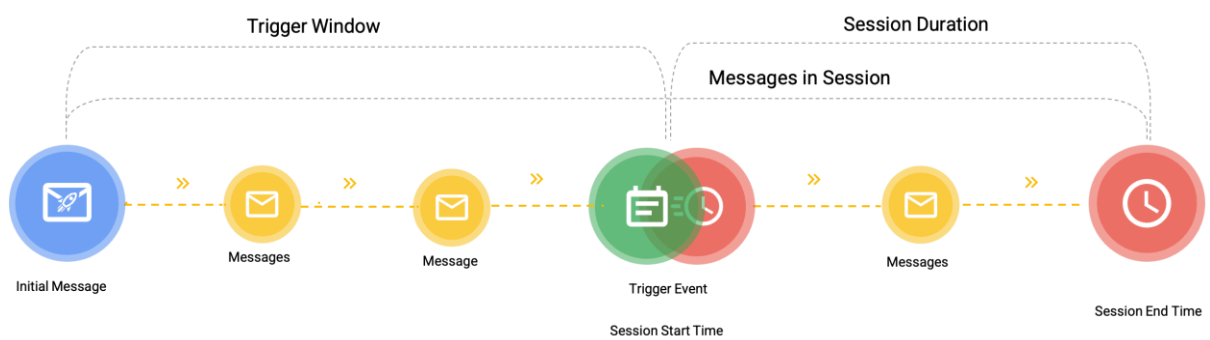 Trigger Window
Session Duration
Messages in Session
Initial Message
Messages
Message
Trigger Event
Session Start Time
Messages
Session End Time